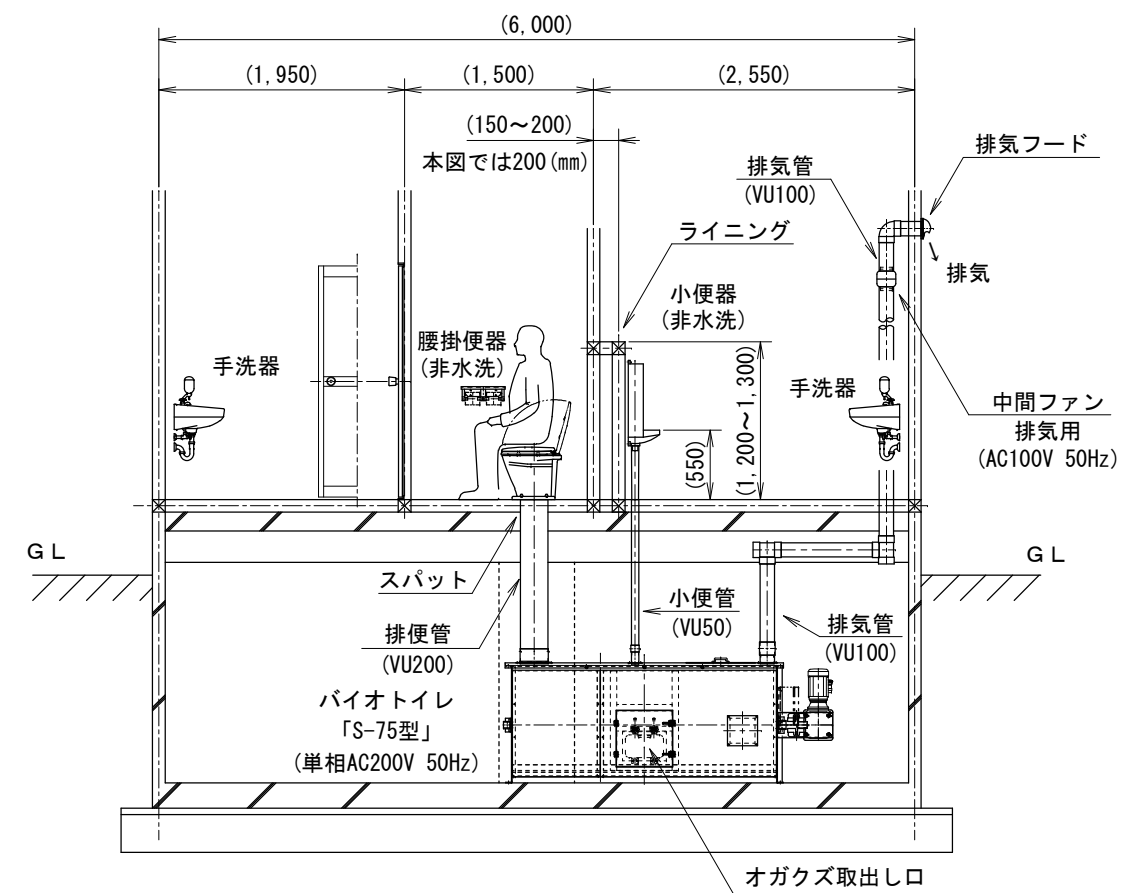 (6,000)
(1,950)
(1,500)
(2,550)
(150～200)
本図では200(mm)
排気フード
排気管
(VU100)
ライニング
排気
小便器
(非水洗)
腰掛便器
(非水洗)
手洗器
手洗器
(1,200～1,300)
(550)
中間ファン
排気用
(AC100V 50Hz)
GL
GL
スパット
小便管
(VU50)
排便管
(VU200)
排気管
(VU100)
バイオトイレ
「S-75型」
(単相AC200V 50Hz)
オガクズ取出し口